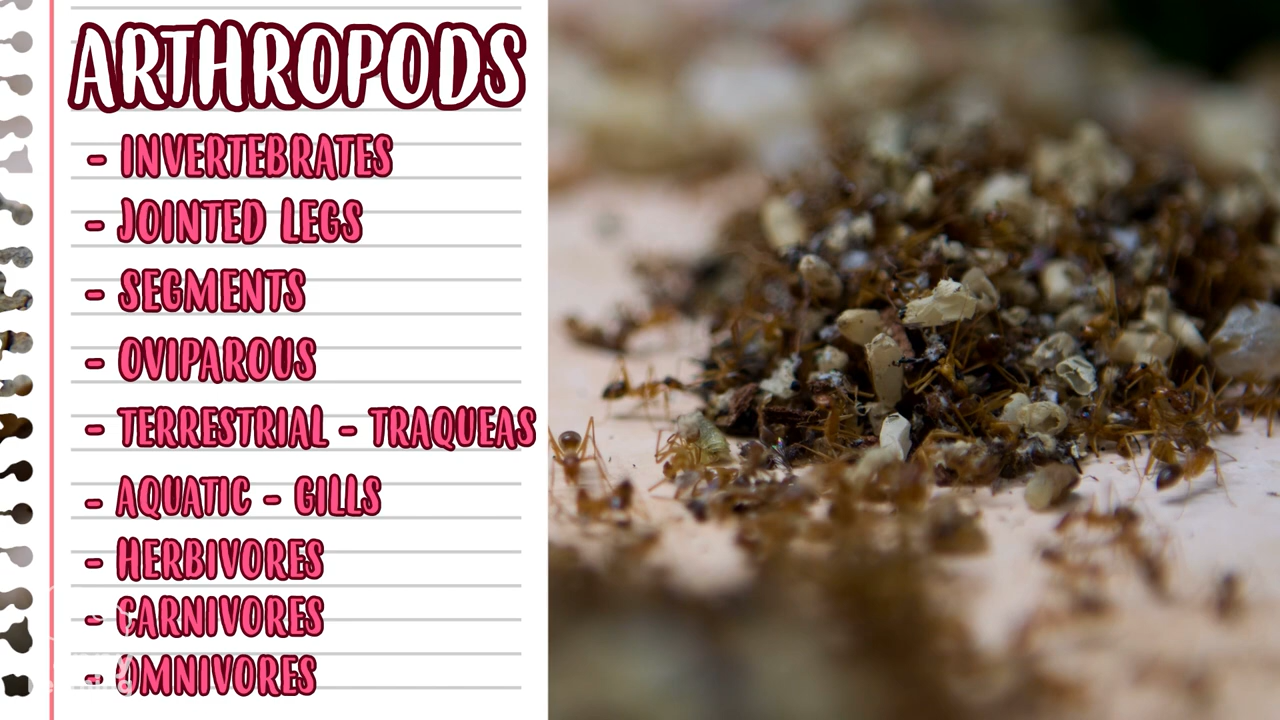 ARTHROPODS
- INVERTEBRATES
- JOINTED LEGS
- SEGMENTS
- OVIPAROUS
- TERRESTRIAL - TRAQUEAS
- AQUATIC - GILLS
- HERBIVORES
- CARNIVORES
- OMNIVORES